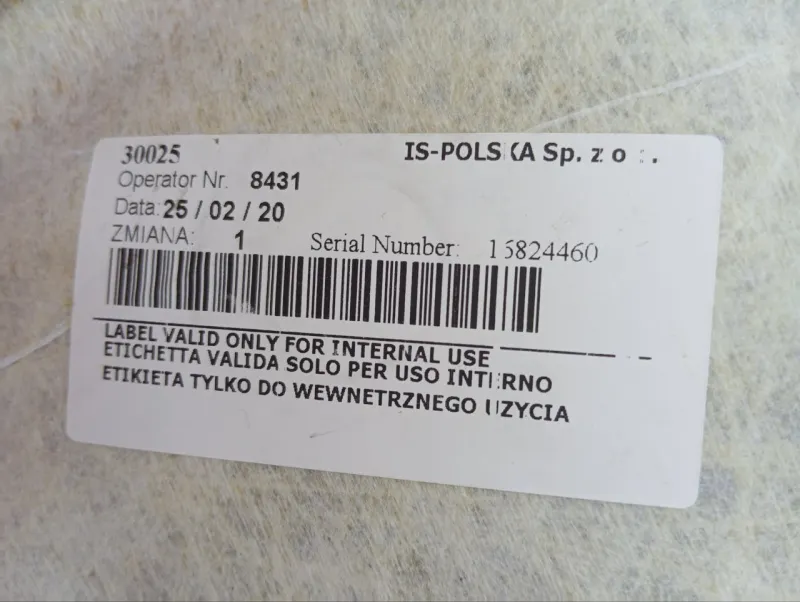 30025 IS-POLSKA Sp. z o
Operator Nr. 8431
Data: 25 / 02 / 20
ZMIANA: 1 Serial Number: 15824460
LABEL VALID ONLY FOR INTERNAL USE
ETICHETTA VALIDA SOLO PER USO INTERNO
ETIKIETA TYLKO DO WEWNETRZNEGO UZYCIA